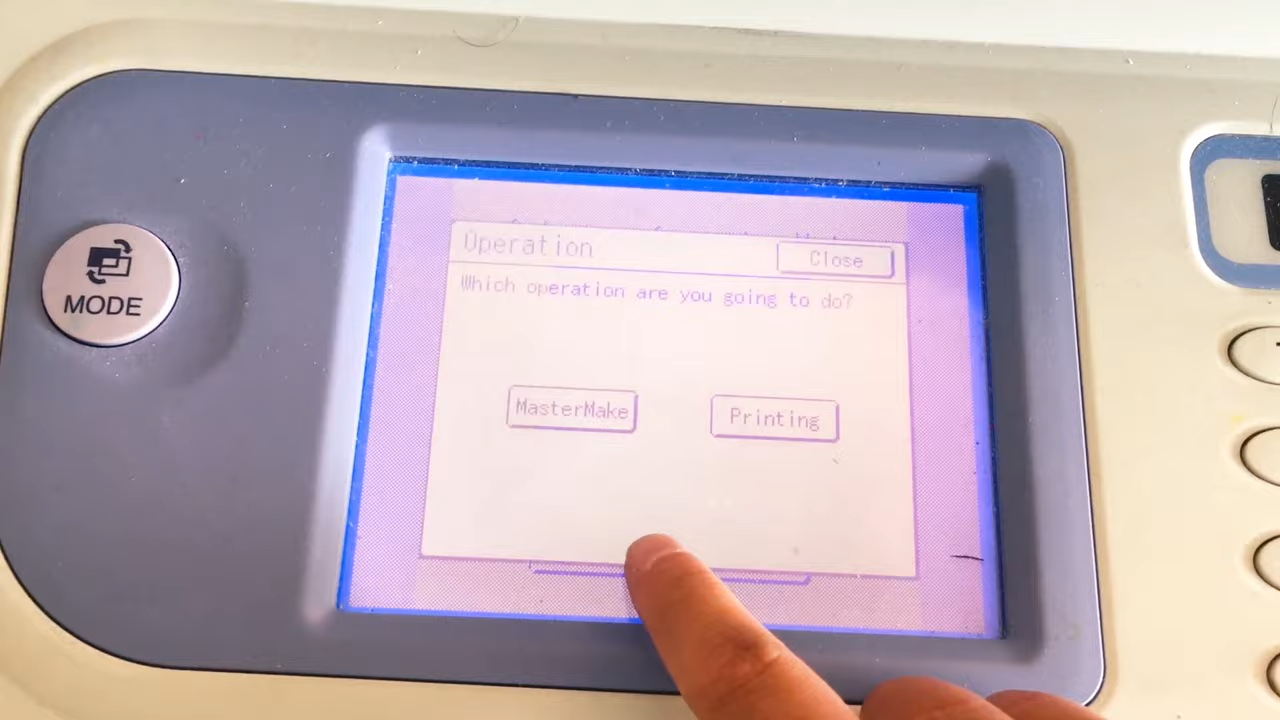 Operation
Close
Which operation are you going to do?
MasterMake
Printing
MODE